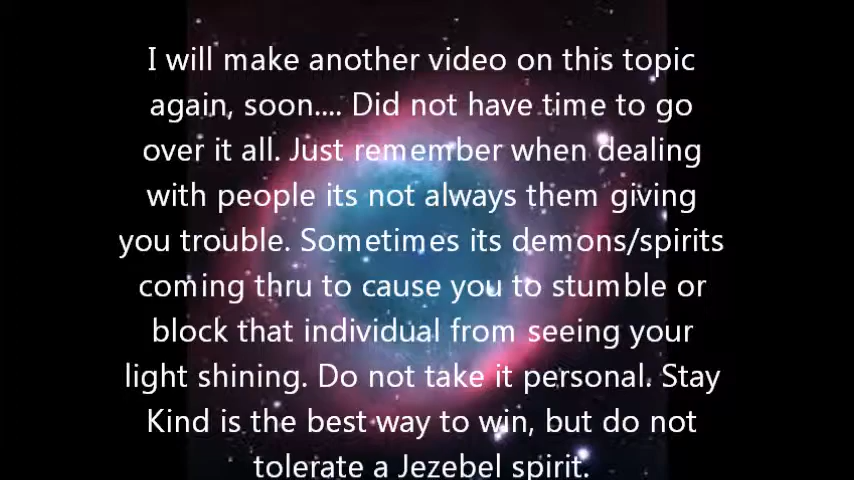 I will make another video on this topic
again, soon.... Did not have time to go
over it all. Just remember when dealing
with people its not always them giving
you trouble. Sometimes its demons/spirits
coming thru to cause you to stumble or
block that individual from seeing your
light shining. Do not take it personal. Stay
Kind is the best way to win, but do not
tolerate a Jezebel spirit.